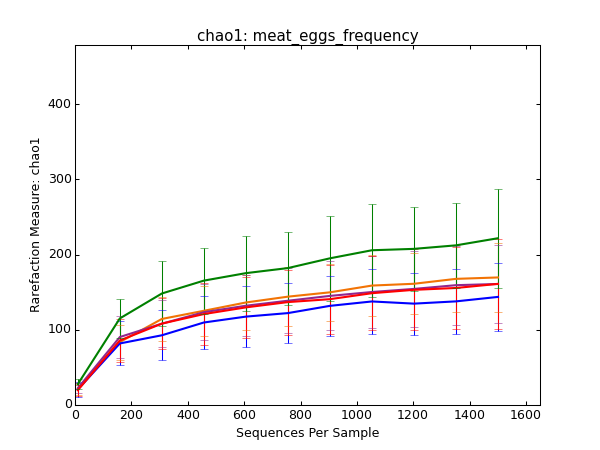 chao1: meat_eggs_frequency
Rarefaction Measure: chao1
400
300
200
100
0
0 200 400 600 800 1000 1200 1400 1600
Sequences Per Sample